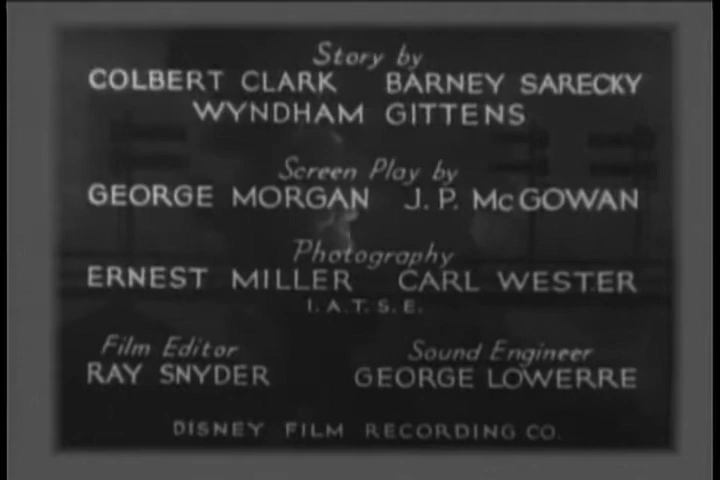 Story by
COLBERT CLARK BARNEY SARECKY
WYNDHAM GITTENS
Screen Play by
GEORGE MORGAN J. P. McGOWAN
Photography
ERNEST MILLER CARL WESTER
I. A. T. S. E.
Film Editor Sound Engineer
RAY SNYDER GEORGE LOWERRE
DISNEY FILM RECORDING CO.